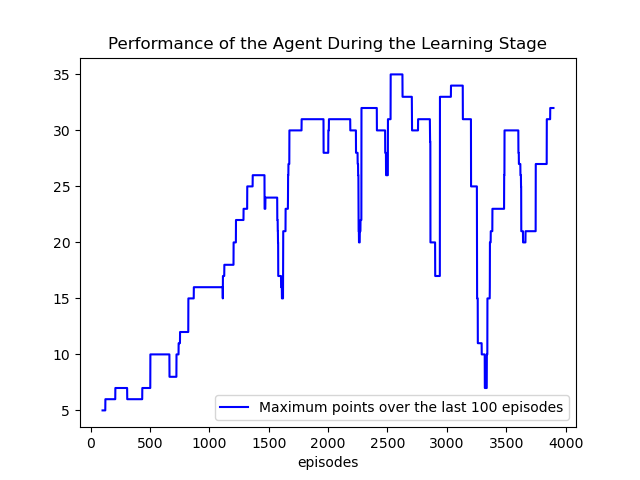 Performance of the Agent During the Learning Stage
35
30
25
20
15
10
5
Maximum points over the last 100 episodes
0 500 1000 1500 2000 2500 3000 3500 4000
episodes